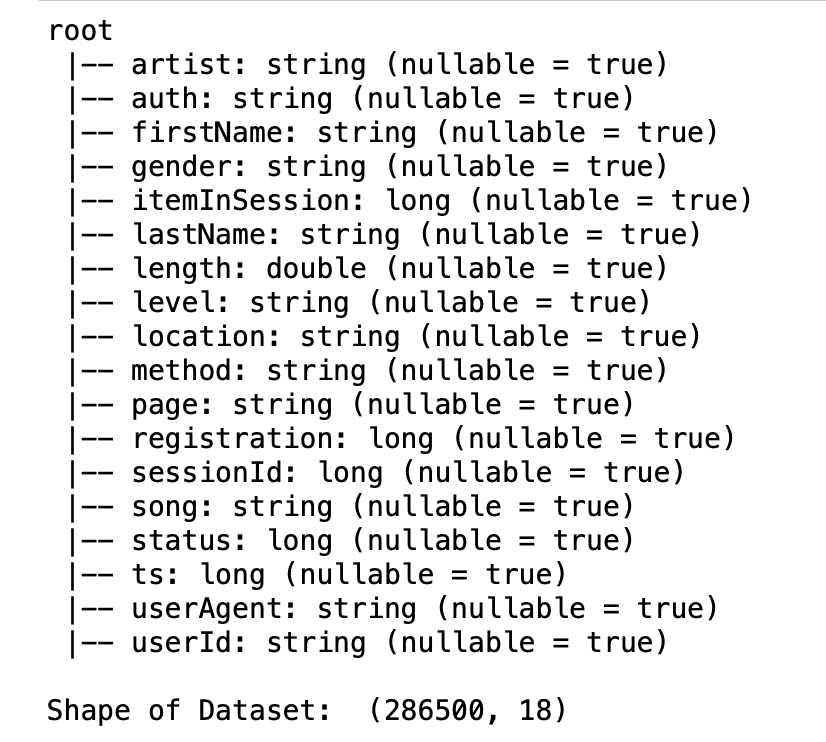 root
 |-- artist: string (nullable = true)
 |-- auth: string (nullable = true)
 |-- firstName: string (nullable = true)
 |-- gender: string (nullable = true)
 |-- itemInSession: long (nullable = true)
 |-- lastName: string (nullable = true)
 |-- length: double (nullable = true)
 |-- level: string (nullable = true)
 |-- location: string (nullable = true)
 |-- method: string (nullable = true)
 |-- page: string (nullable = true)
 |-- registration: long (nullable = true)
 |-- sessionId: long (nullable = true)
 |-- song: string (nullable = true)
 |-- status: long (nullable = true)
 |-- ts: long (nullable = true)
 |-- userAgent: string (nullable = true)
 |-- userId: string (nullable = true)

Shape of Dataset:  (286500, 18)